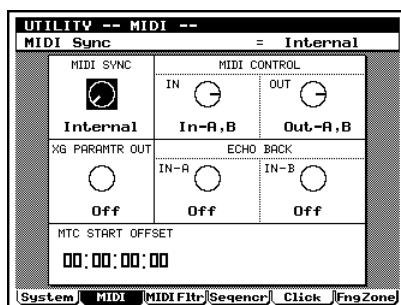 UTILITY -- MIDI --
MIDI Sync = Internal
MIDI SYNC MIDI CONTROL
IN OUT
Internal In-A,B Out-A,B
XG PARAMTR OUT ECHO BACK
IN-A IN-B
Off Off Off
MTC START OFFSET
00:00:00:00
System MIDI MIDI Fltr Seqencr Click FngZone